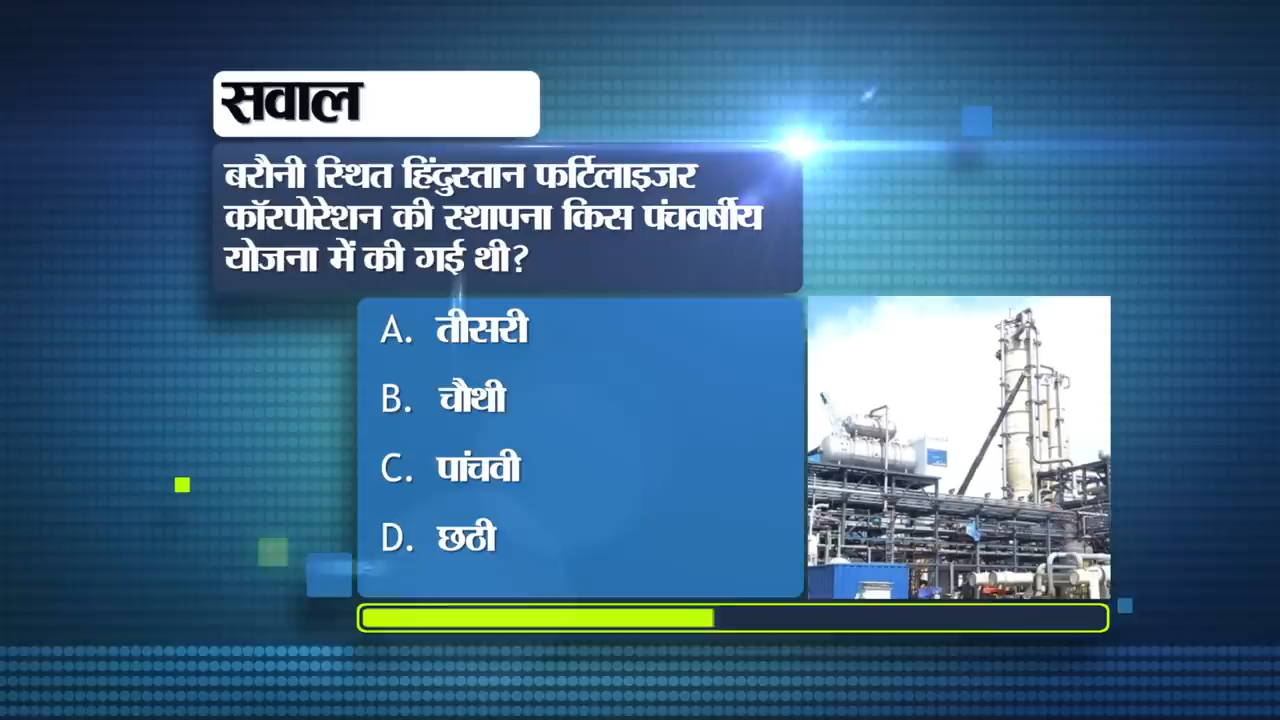 सवाल
बरौनी स्थित हिंदुस्तान फर्टिलाइजर
कॉरपोरेशन की स्थापना किस पंचवर्षीय
योजना में की गई थी?
A. तीसरी
B. चौथी
C. पांचवी
D. छठी